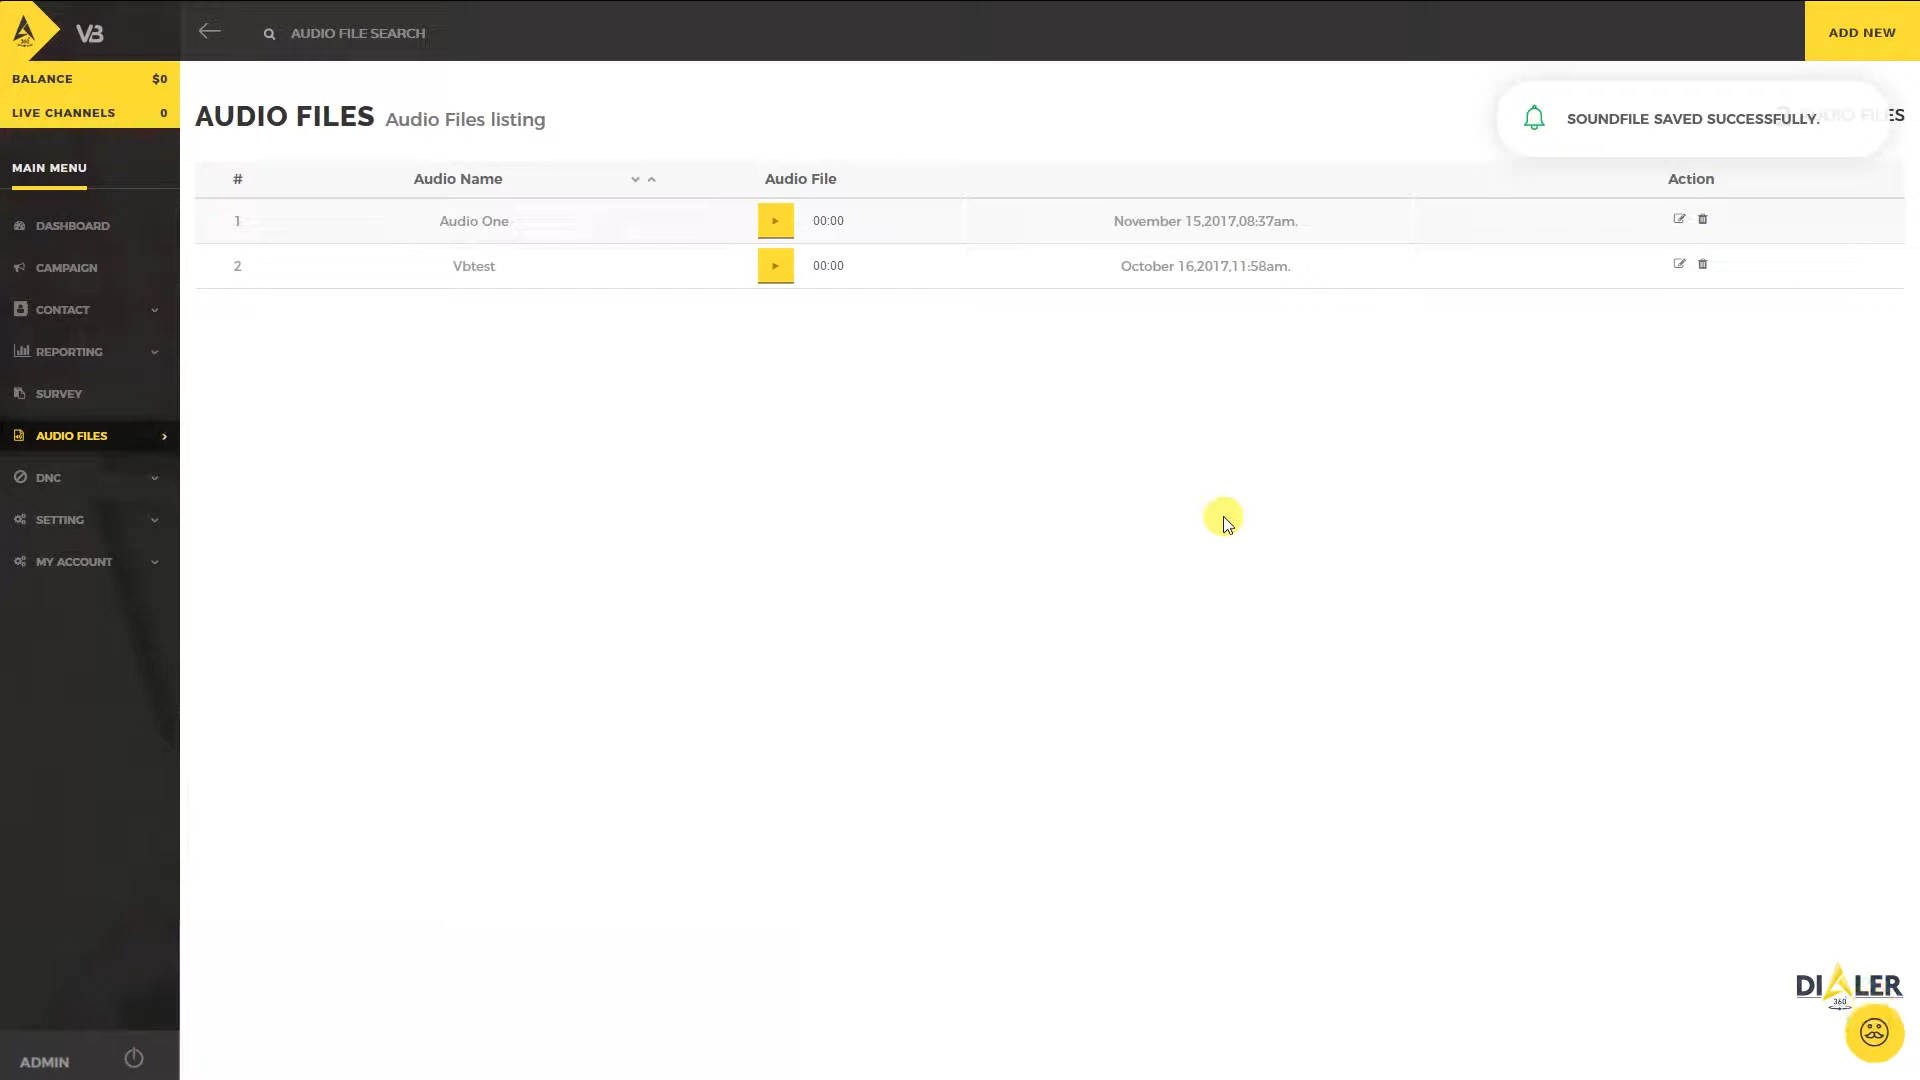 VB
AUDIO FILE SEARCH
ADD NEW
BALANCE $0
LIVE CHANNELS 0
MAIN MENU
DASHBOARD
CAMPAIGN
CONTACT
REPORTING
SURVEY
AUDIO FILES
DNC
SETTING
MY ACCOUNT
ADMIN
AUDIO FILES Audio Files listing
SOUNDFILE SAVED SUCCESSFULLY.
AUDIO FILES
# Audio Name Audio File Action
1 Audio One 00:00 November 15,2017,08:37am.
2 Vbtest 00:00 October 16,2017,11:58am.
DIALER
360